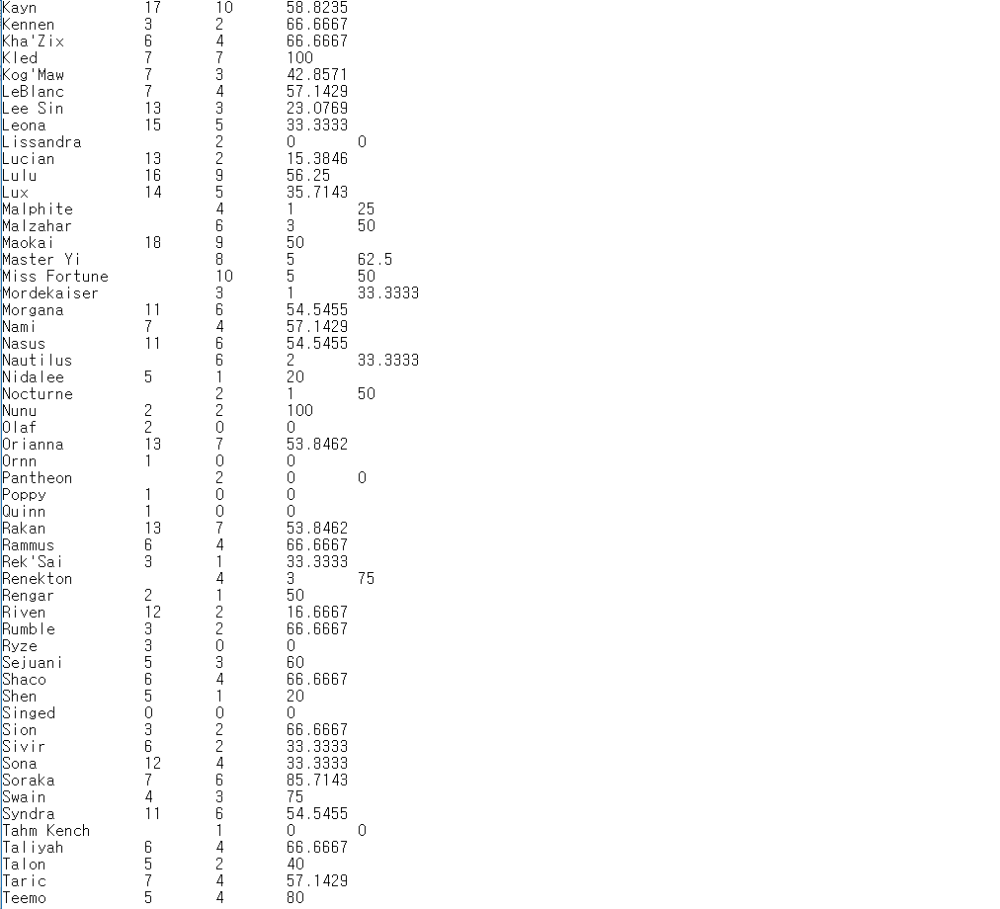 Kayn 17 10 58.8235
Kennen 3 2 66.6667
Kha'Zix 6 4 66.6667
Kled 7 7 100
Kog'Maw 7 3 42.8571
LeBlanc 7 4 57.1429
Lee Sin 13 3 23.0769
Leona 15 5 33.3333
Lissandra 2 0 0
Lucian 13 2 15.3846
Lulu 16 9 56.25
Lux 14 5 35.7143
Malphite 4 1 25
Malzahar 6 3 50
Maokai 18 9 50
Master Yi 8 5 62.5
Miss Fortune 10 5 50
Mordekaiser 3 1 33.3333
Morgana 11 6 54.5455
Nami 7 4 57.1429
Nasus 11 6 54.5455
Nautilus 6 2 33.3333
Nidalee 5 1 20
Nocturne 2 1 50
Nunu 2 2 100
Olaf 2 0 0
Orianna 13 7 53.8462
Ornn 1 0 0
Pantheon 2 0 0
Poppy 1 0 0
Quinn 1 0 0
Rakan 13 7 53.8462
Rammus 6 4 66.6667
Rek'Sai 3 1 33.3333
Renekton 4 3 75
Rengar 2 1 50
Riven 12 2 16.6667
Rumble 3 2 66.6667
Ryze 3 0 0
Sejuani 5 3 60
Shaco 6 4 66.6667
Shen 5 1 20
Singed 0 0 0
Sion 3 2 66.6667
Sivir 6 2 33.3333
Sona 12 4 33.3333
Soraka 7 6 85.7143
Swain 4 3 75
Syndra 11 6 54.5455
Tahm Kench 1 0 0
Taliyah 6 4 66.6667
Talon 5 2 40
Taric 7 4 57.1429
Teemo 5 4 80